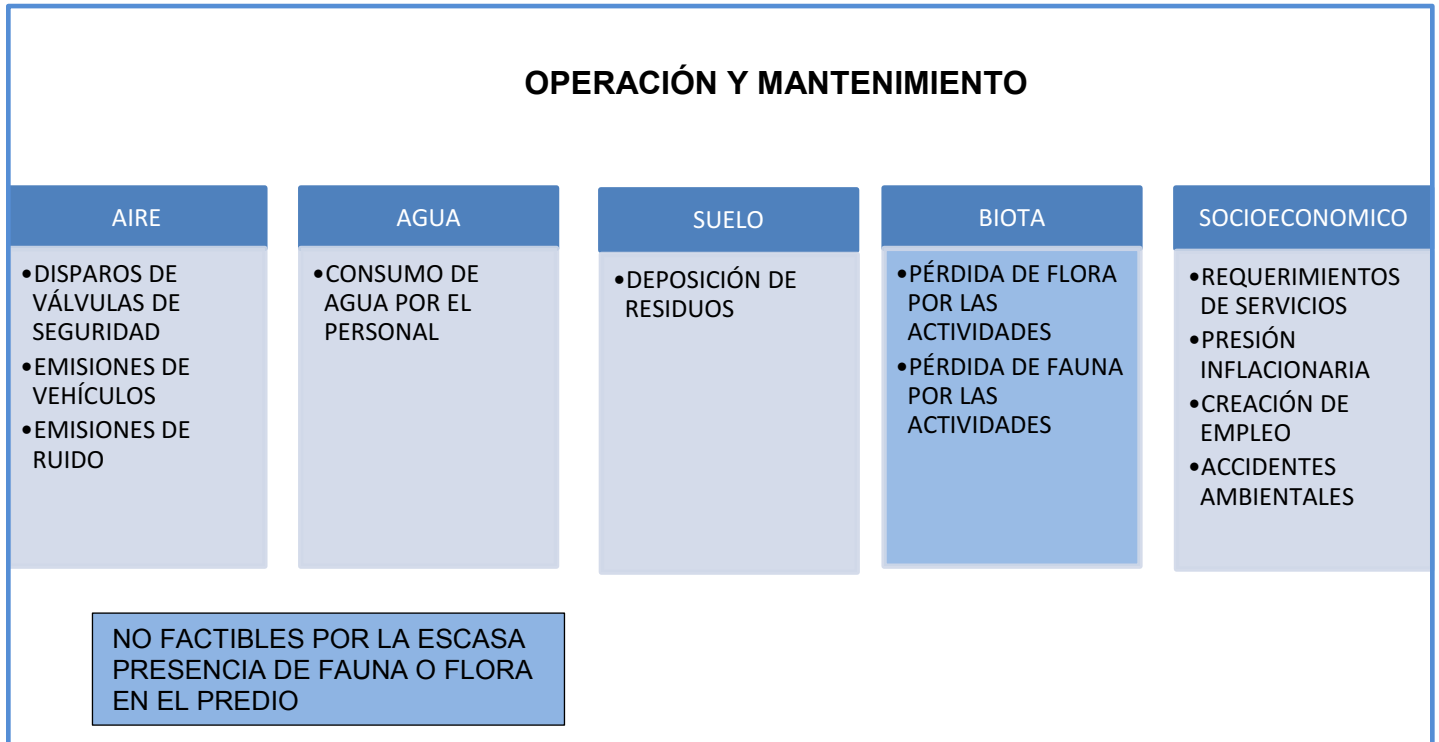 OPERACIÓN Y MANTENIMIENTO
AIRE
•DISPAROS DE
VÁLVULAS DE
SEGURIDAD
•EMISIONES DE
VEHÍCULOS
•EMISIONES DE
RUIDO
AGUA
•CONSUMO DE
AGUA POR EL
PERSONAL
SUELO
•DEPOSICIÓN DE
RESIDUOS
BIOTA
•PÉRDIDA DE FLORA
POR LAS
ACTIVIDADES
•PÉRDIDA DE FAUNA
POR LAS
ACTIVIDADES
SOCIOECONOMICO
•REQUERIMIENTOS
DE SERVICIOS
•PRESIÓN
INFLACIONARIA
•CREACIÓN DE
EMPLEO
•ACCIDENTES
AMBIENTALES
NO FACTIBLES POR LA ESCASA
PRESENCIA DE FAUNA O FLORA
EN EL PREDIO